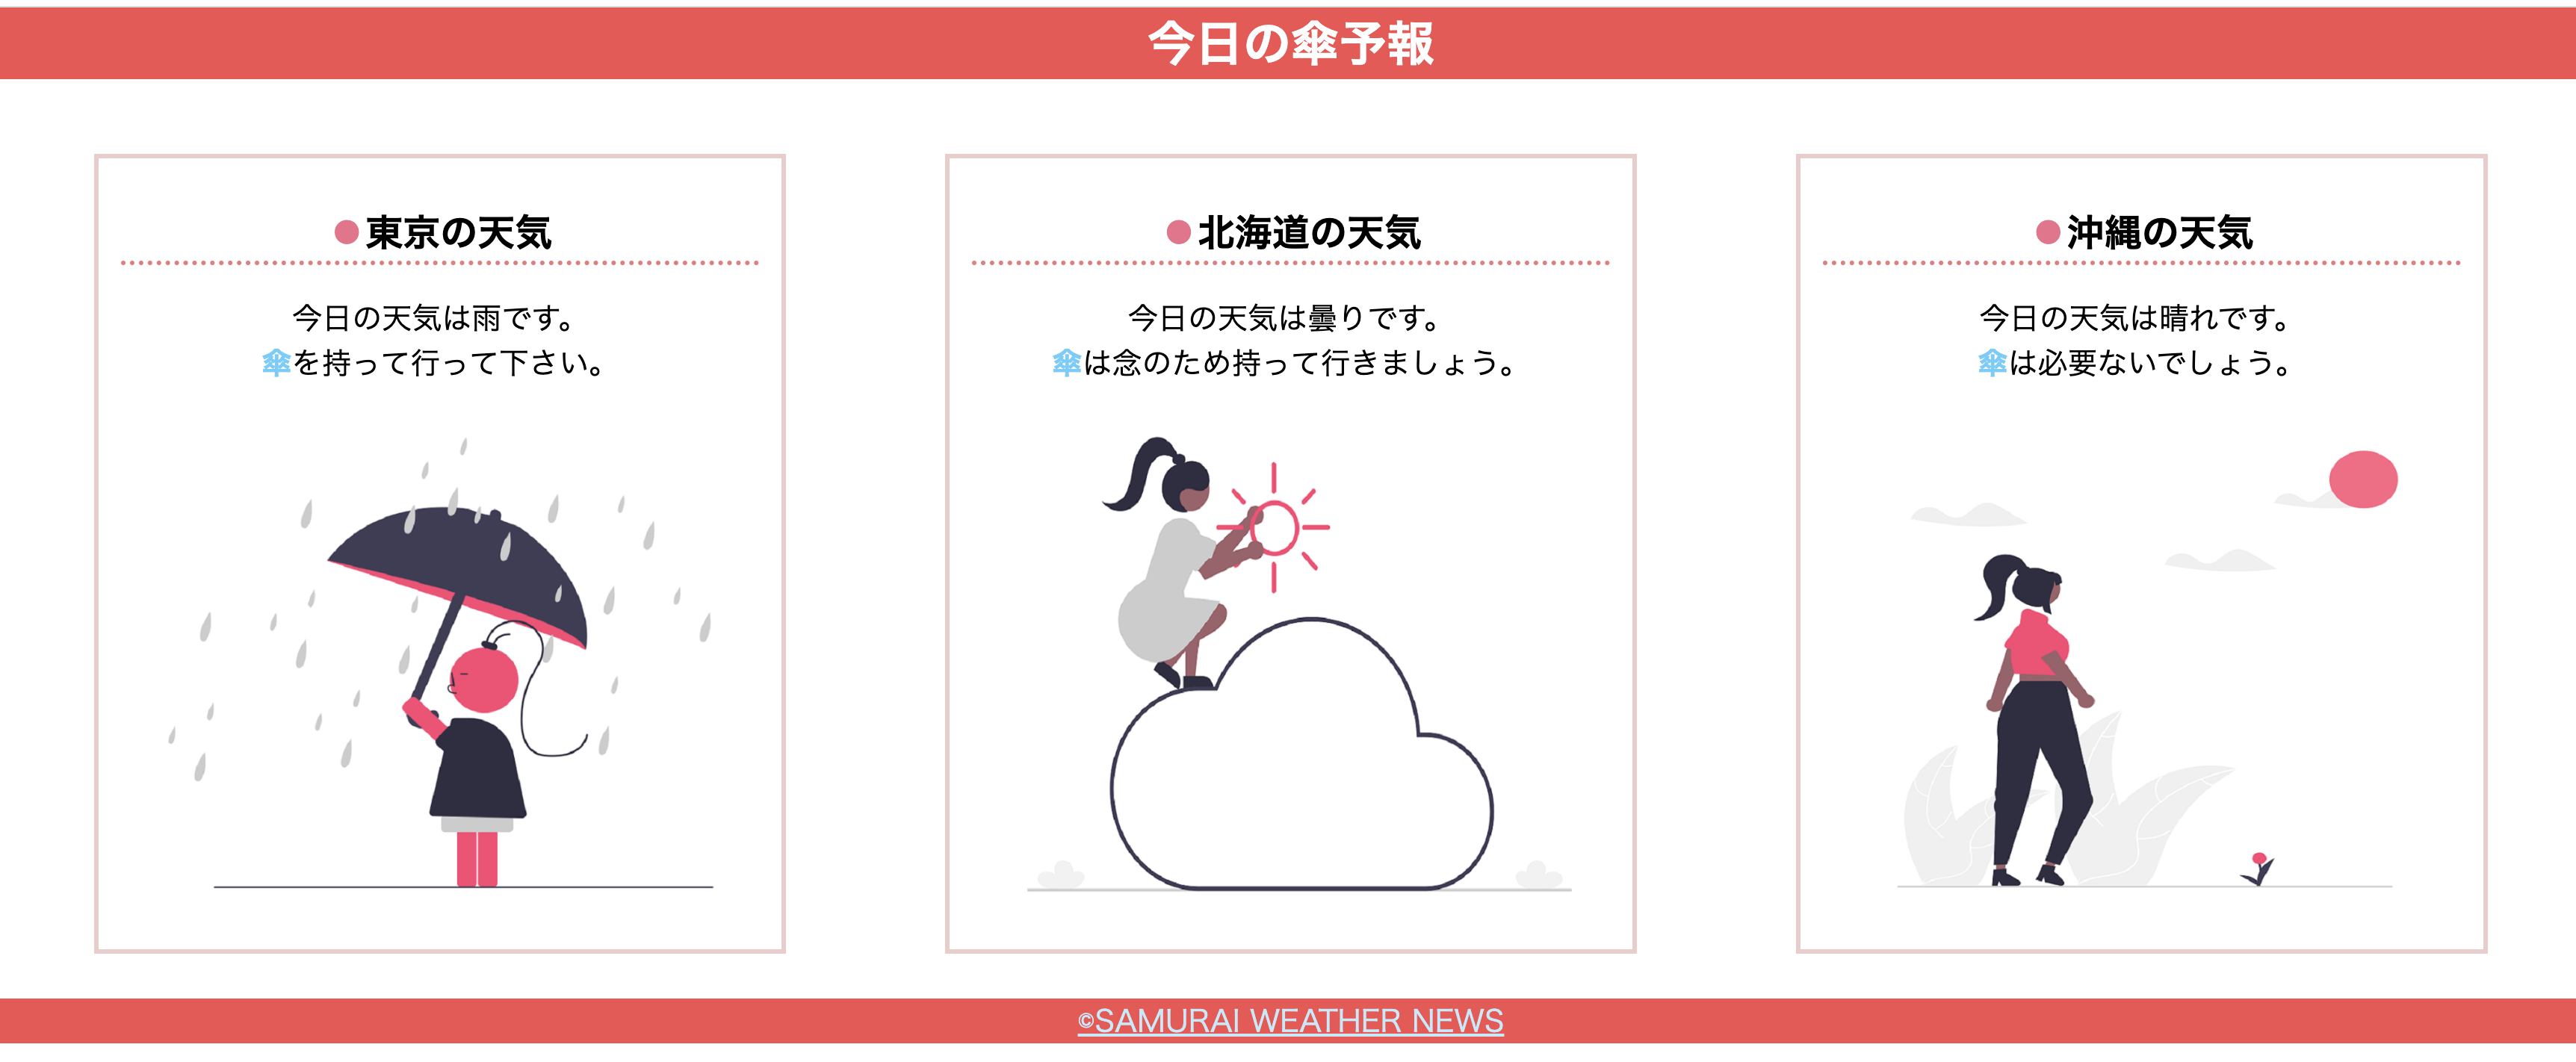 今日の傘予報
●東京の天気
今日の天気は雨です。
傘を持って行って下さい。
●北海道の天気
今日の天気は曇りです。
傘は念のため持って行きましょう。
●沖縄の天気
今日の天気は晴れです。
傘は必要ないでしょう。
©SAMURAI WEATHER NEWS